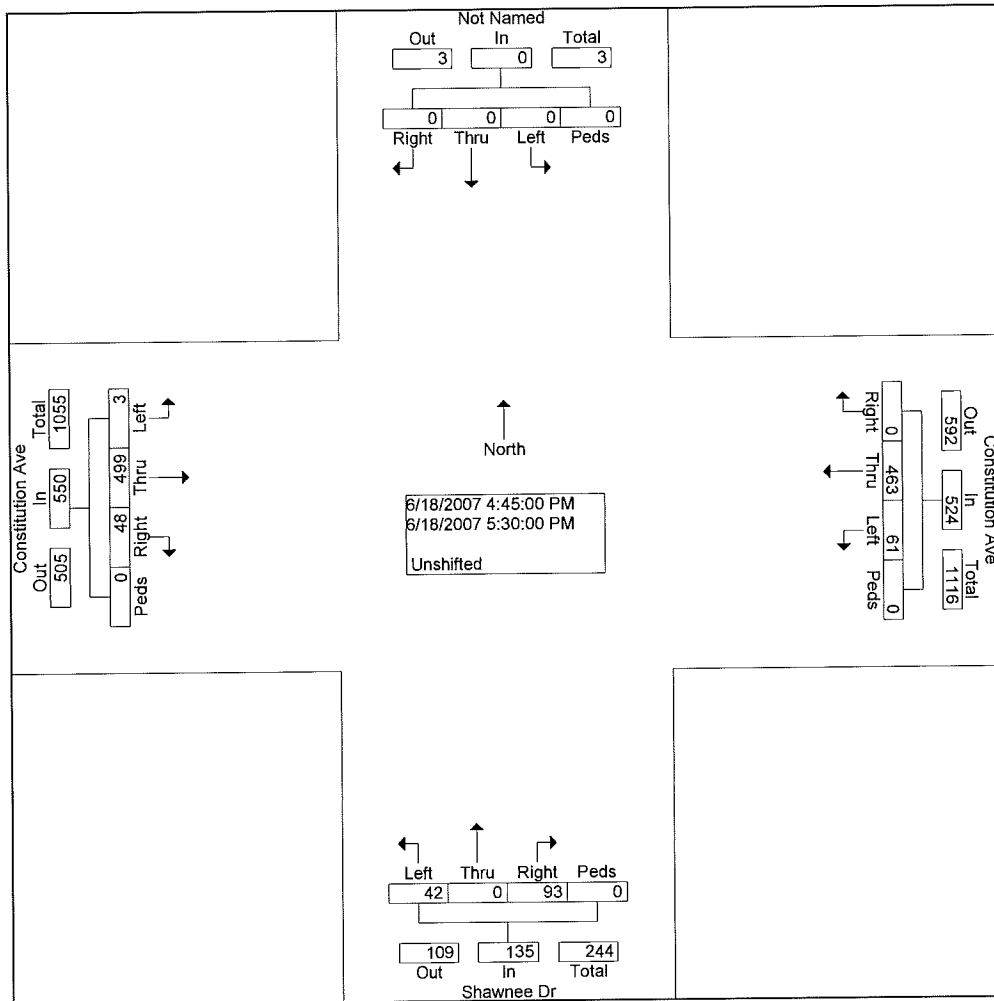 Not Named
Out In Total
3 0 3
0 0 0 0
Right Thru Left Peds
Constitution Ave
Out In Total
505 550 1055
0 48 499 3
Peds Right Thru Left
North
6/18/2007 4:45:00 PM
6/18/2007 5:30:00 PM
Unshifted
Right Thru Left Peds
0 463 61 0
592 524 1116
Out In Total
Constitution Ave
Left Thru Right Peds
42 0 93 0
109 135 244
Out In Total
Shawnee Dr